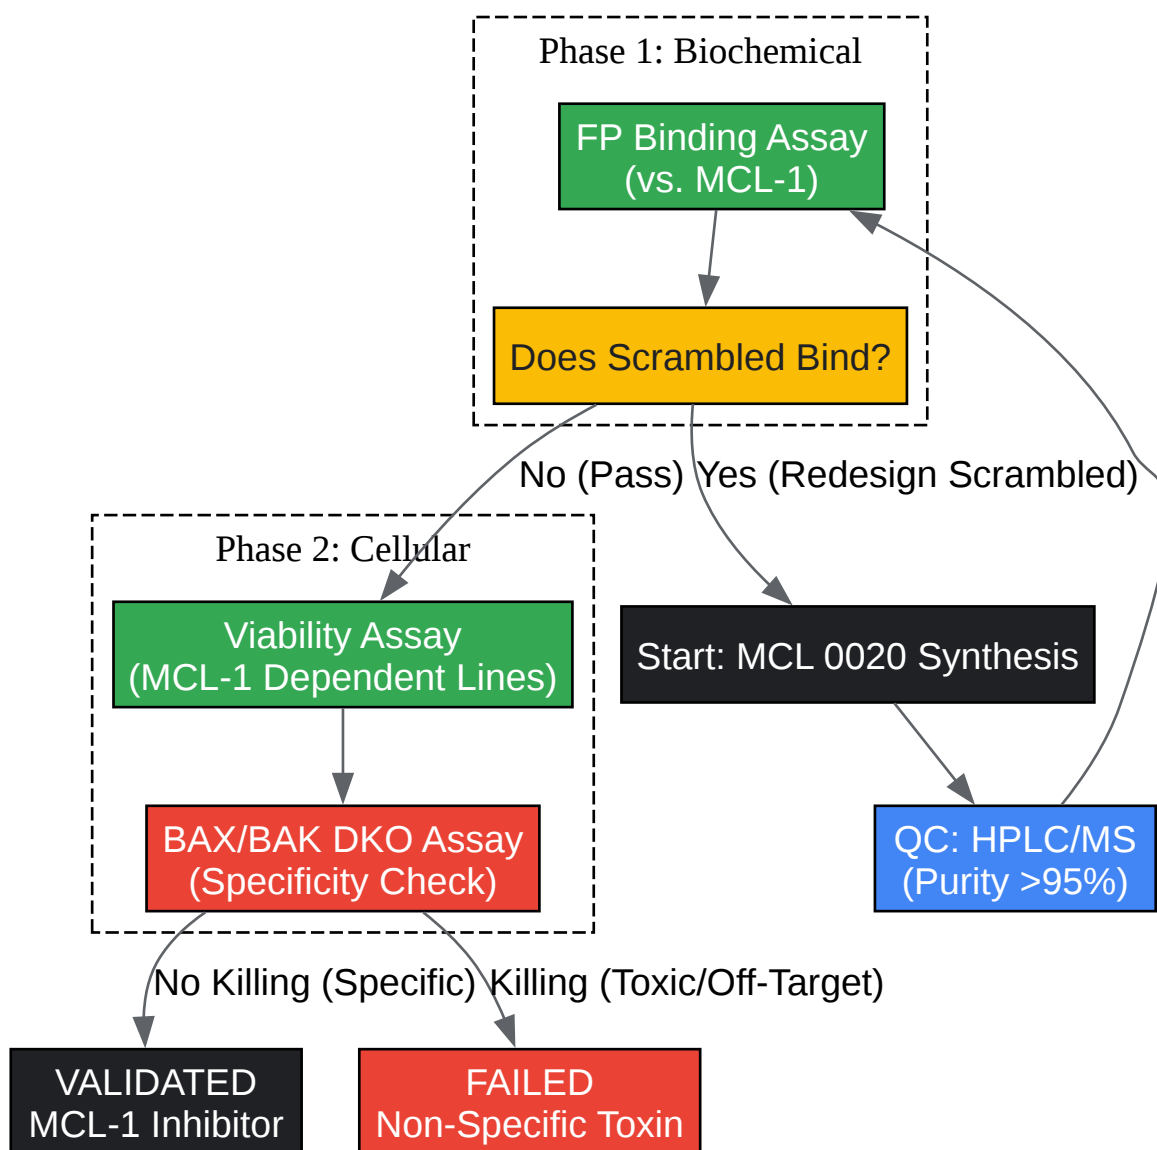 Phase 1: Biochemical
FP Binding Assay
(vs. MCL-1)
Does Scrambled Bind?
No (Pass)
Yes (Redesign Scrambled)
Phase 2: Cellular
Viability Assay
(MCL-1 Dependent Lines)
Start: MCL 0020 Synthesis
BAX/BAK DKO Assay
(Specificity Check)
QC: HPLC/MS
(Purity >95%)
No Killing (Specific)
Killing (Toxic/Off-Target)
VALIDATED
MCL-1 Inhibitor
FAILED
Non-Specific Toxin